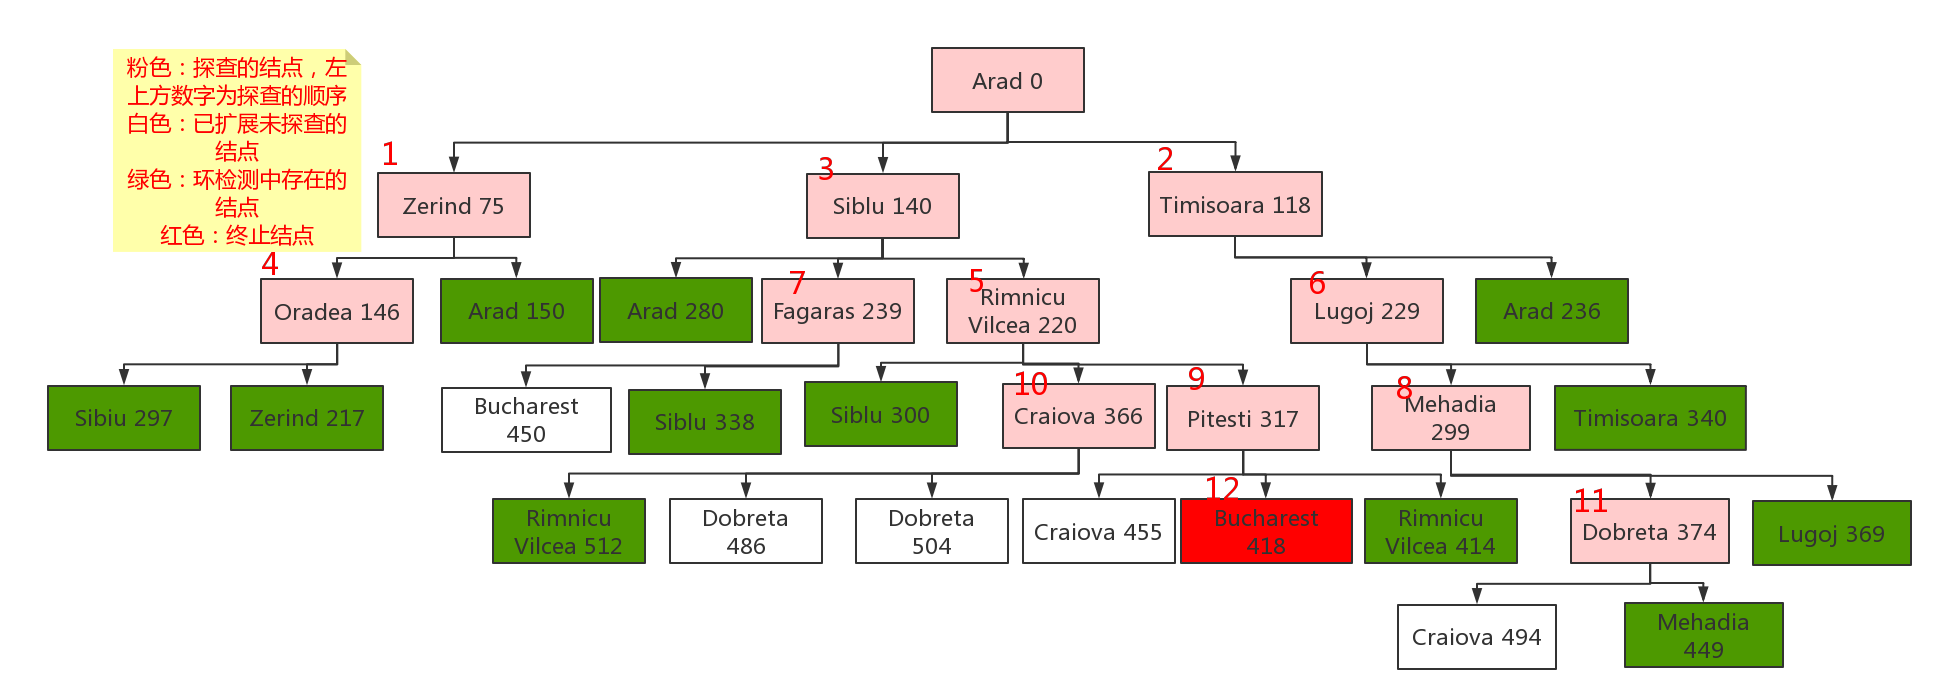 粉色：探查的结点，左
上方数字为探查的顺序
白色：已扩展未探查的
结点
绿色：环检测中存在的
结点
红色：终止结点
Arad 0
1
Zerind 75
3
Siblu 140
2
Timisoara 118
4
Oradea 146
Arad 150
Arad 280
7
Fagaras 239
5
Rimnicu
Vilcea 220
6
Lugoj 229
Arad 236
Sibiu 297
Zerind 217
Bucharest
450
Siblu 338
Siblu 300
10
Craiova 366
9
Pitesti 317
8
Mehadia
299
Timisoara 340
Rimnicu
Vilcea 512
Dobreta
486
Dobreta
504
Craiova 455
12
Bucharest
418
Rimnicu
Vilcea 414
11
Dobreta 374
Lugoj 369
Craiova 494
Mehadia
449